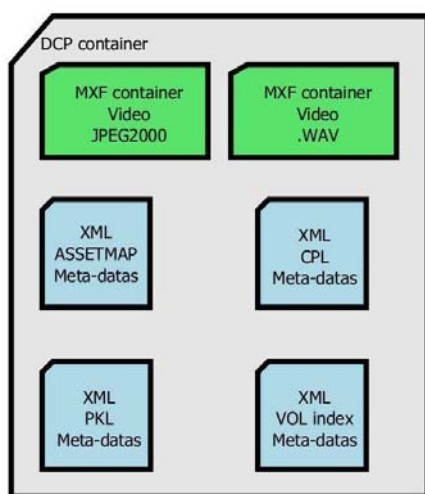 DCP container
MXF container
Video
JPEG2000
MXF container
Video
.WAV
XML
ASSETMAP
Meta-datas
XML
CPL
Meta-datas
XML
PKL
Meta-datas
XML
VOL index
Meta-datas